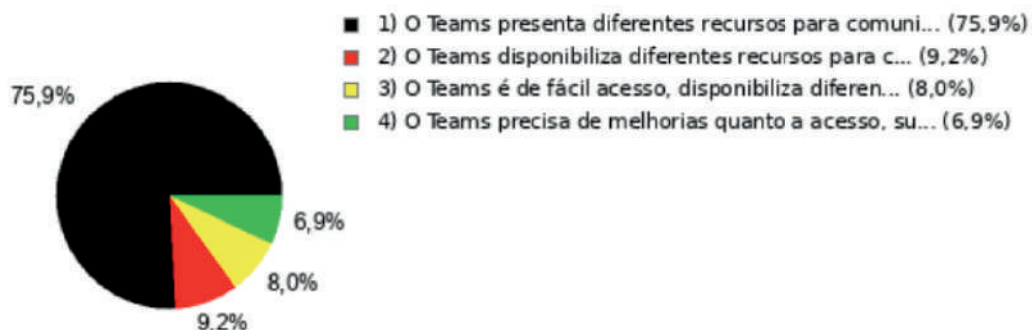 1) O Teams presenta diferentes recursos para comuni... (75,9%)
2) O Teams disponibiliza diferentes recursos para c... (9,2%)
3) O Teams é de fácil acesso, disponibiliza diferen... (8,0%)
4) O Teams precisa de melhorias quanto a acesso, su... (6,9%)
75,9%
6,9%
8,0%
9,2%